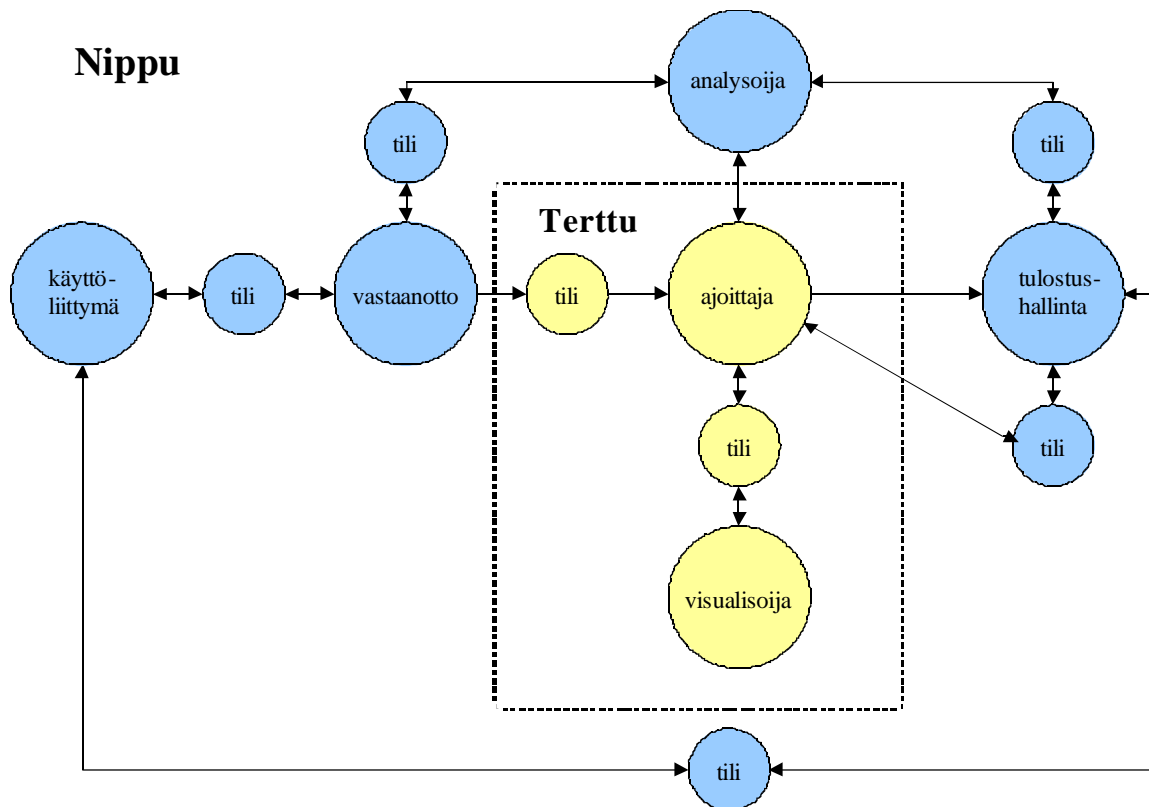 Nippu
analysoija
tili
tili
Terttu
käyttö-
liittymä
tili
vastaanotto
tili
ajoittaja
tulostus-
hallinta
tili
tili
visualisoija
tili